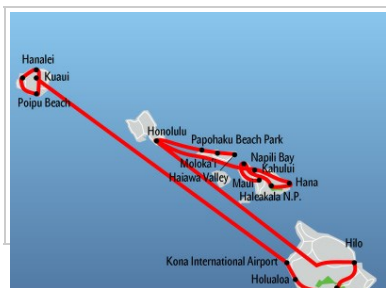 Hanalei
Kuaui
Poipu Beach
Honolulu
Papohaku Beach Park
Moloka'i
Napili Bay
Kahului
Haiawa Valley
Maui
Hana
Haleakala N.P.
Hilo
Kona International Airport
Holualoa